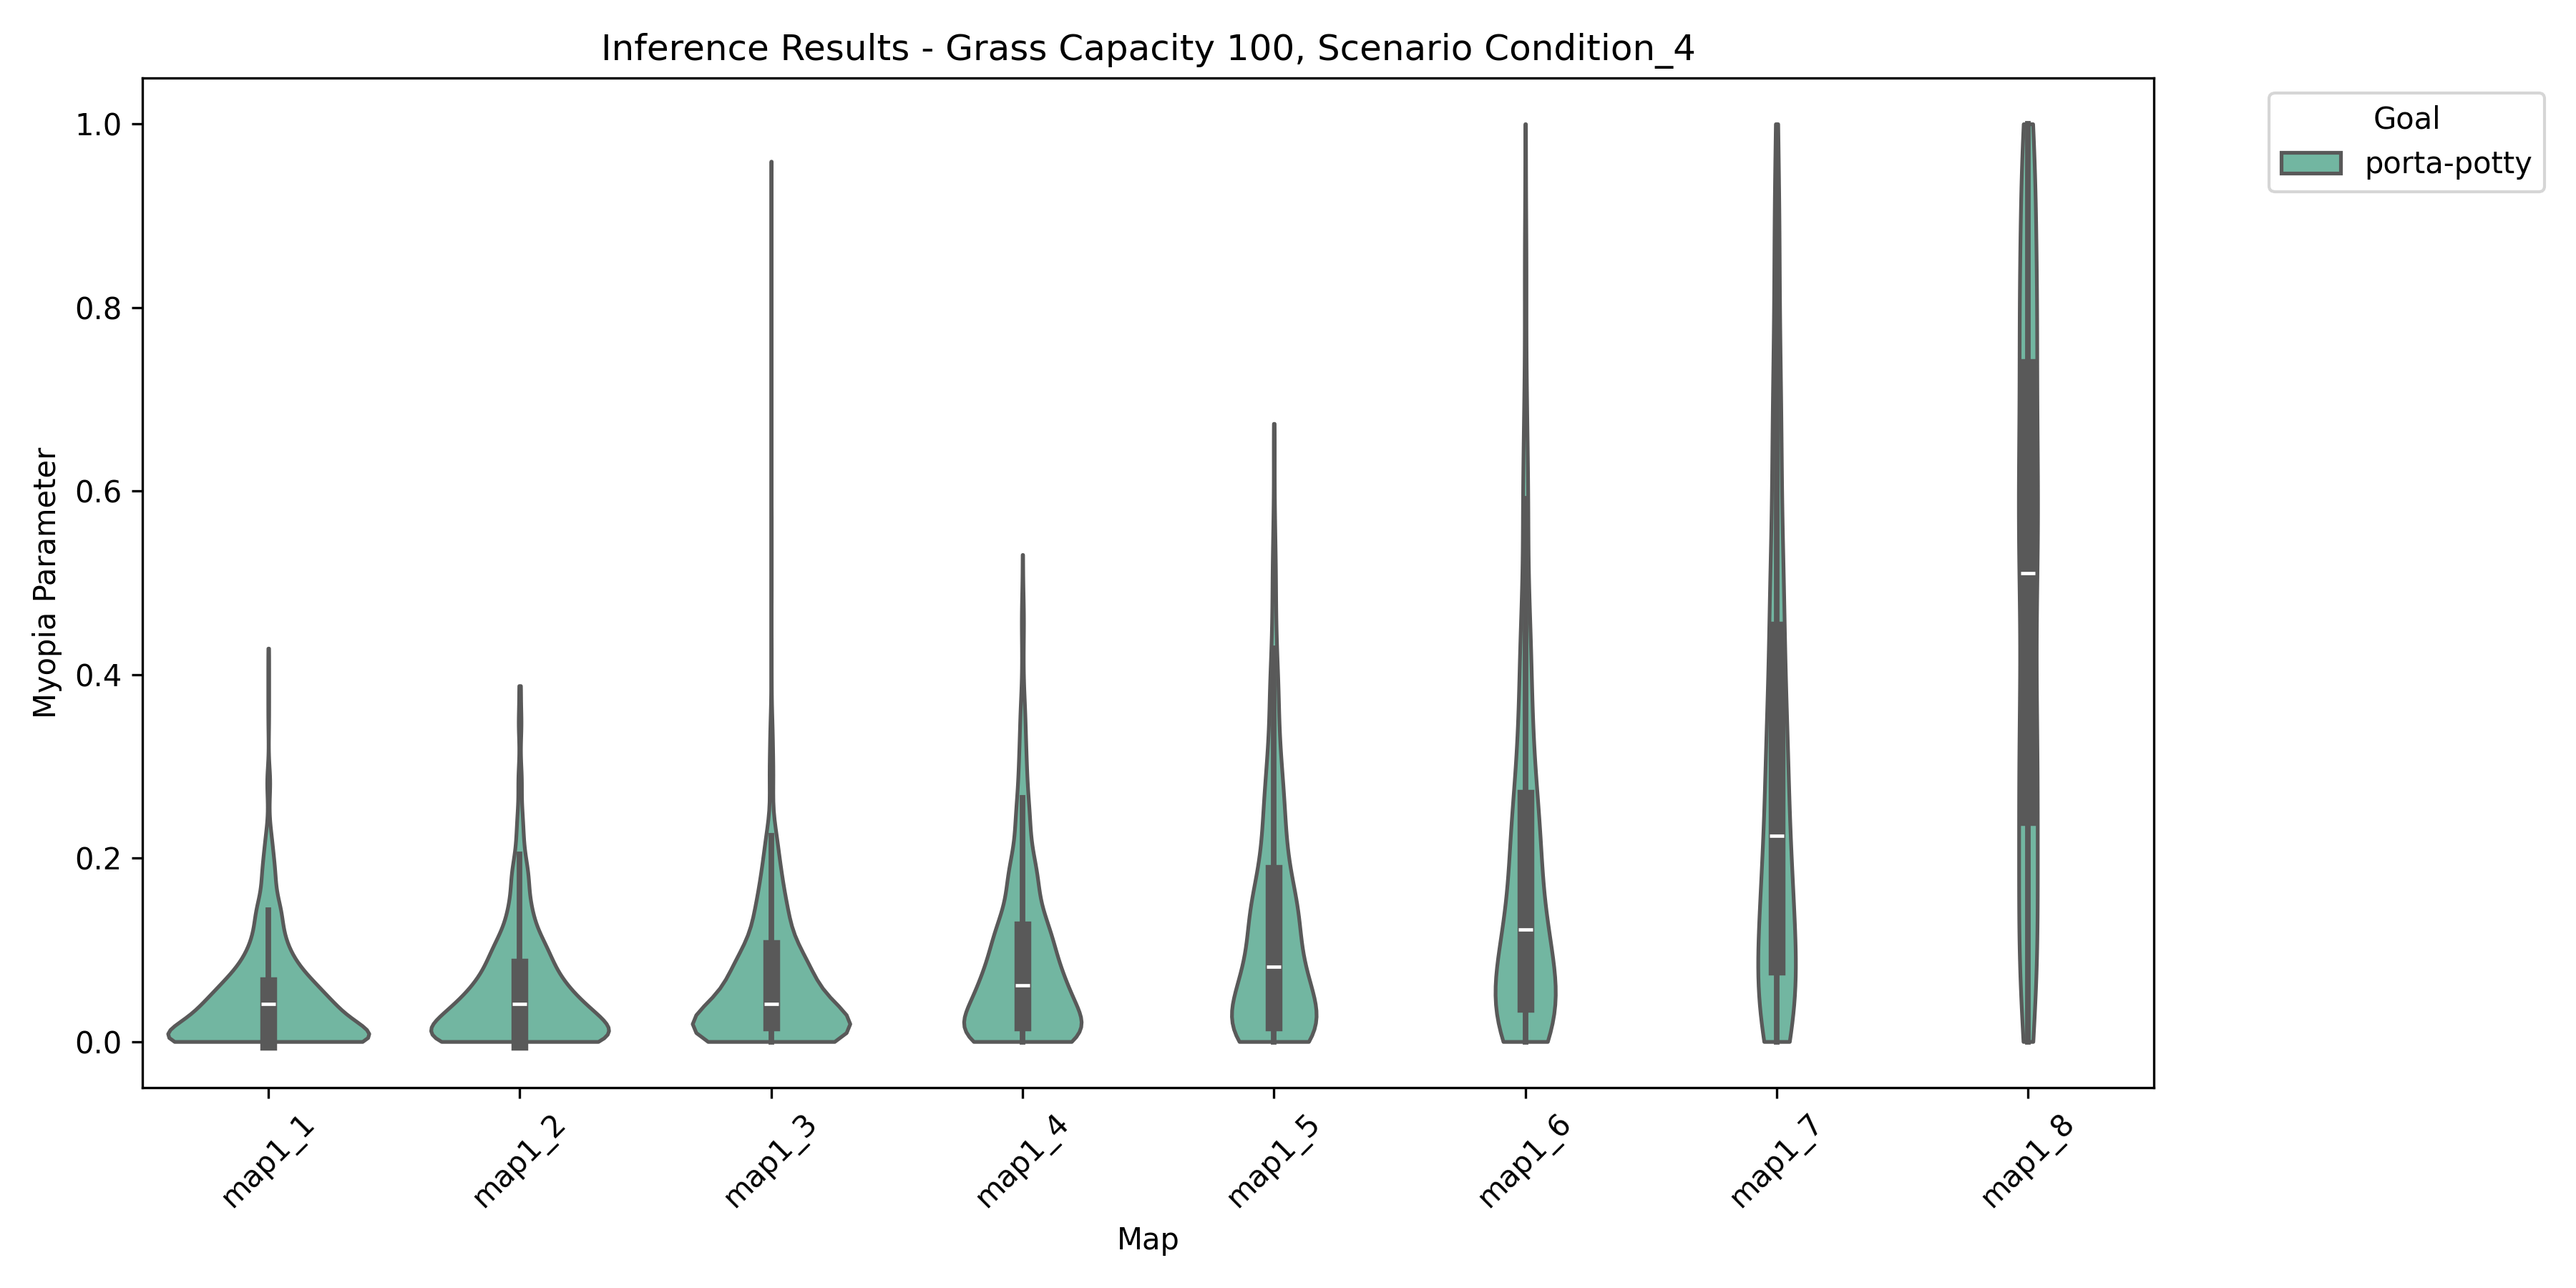 Inference Results - Grass Capacity 100, Scenario Condition_4
Goal
porta-potty
Myopia Parameter
1.0
0.8
0.6
0.4
0.2
0.0
map1_1
map1_2
map1_3
map1_4
map1_5
map1_6
map1_7
map1_8
Map